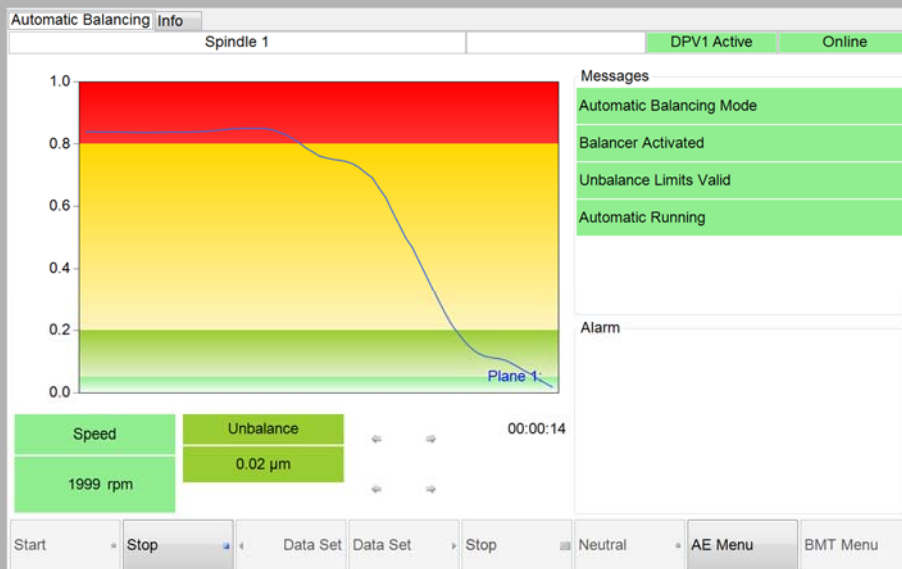 Automatic Balancing Info
Spindle 1 DPV1 Active Online
Messages
1.0
Automatic Balancing Mode
0.8
Balancer Activated
Unbalance Limits Valid
0.6
Automatic Running
0.4
0.2
Alarm
Plane 1:
0.0
Speed Unbalance 00:00:14
0.02 µm
1999 rpm
Start Stop Data Set Data Set Stop Neutral AE Menu BMT Menu